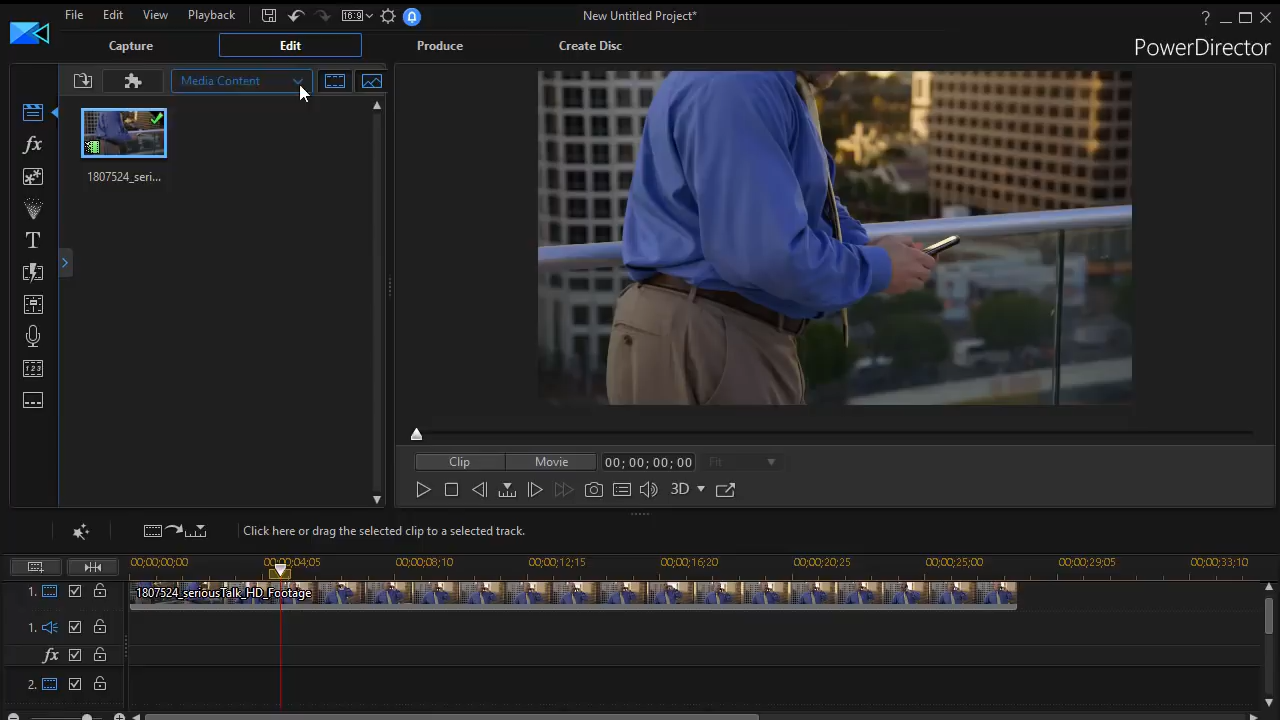 File Edit View Playback 16:9 New Untitled Project* ?
Capture Edit Produce Create Disc PowerDirector
Media Content
fx
1807524_seri...
T
Clip Movie 00; 00; 00; 00 Fit
3D
Click here or drag the selected clip to a selected track.
00;00;00;00 00;00;04;05 00;00;08;10 00;00;12;15 00;00;16;20 00;00;20;25 00;00;25;00 00;00;29;05 00;00;33;10
1. 1807524_seriousTalk_HD_Footage
1.
fx
2.